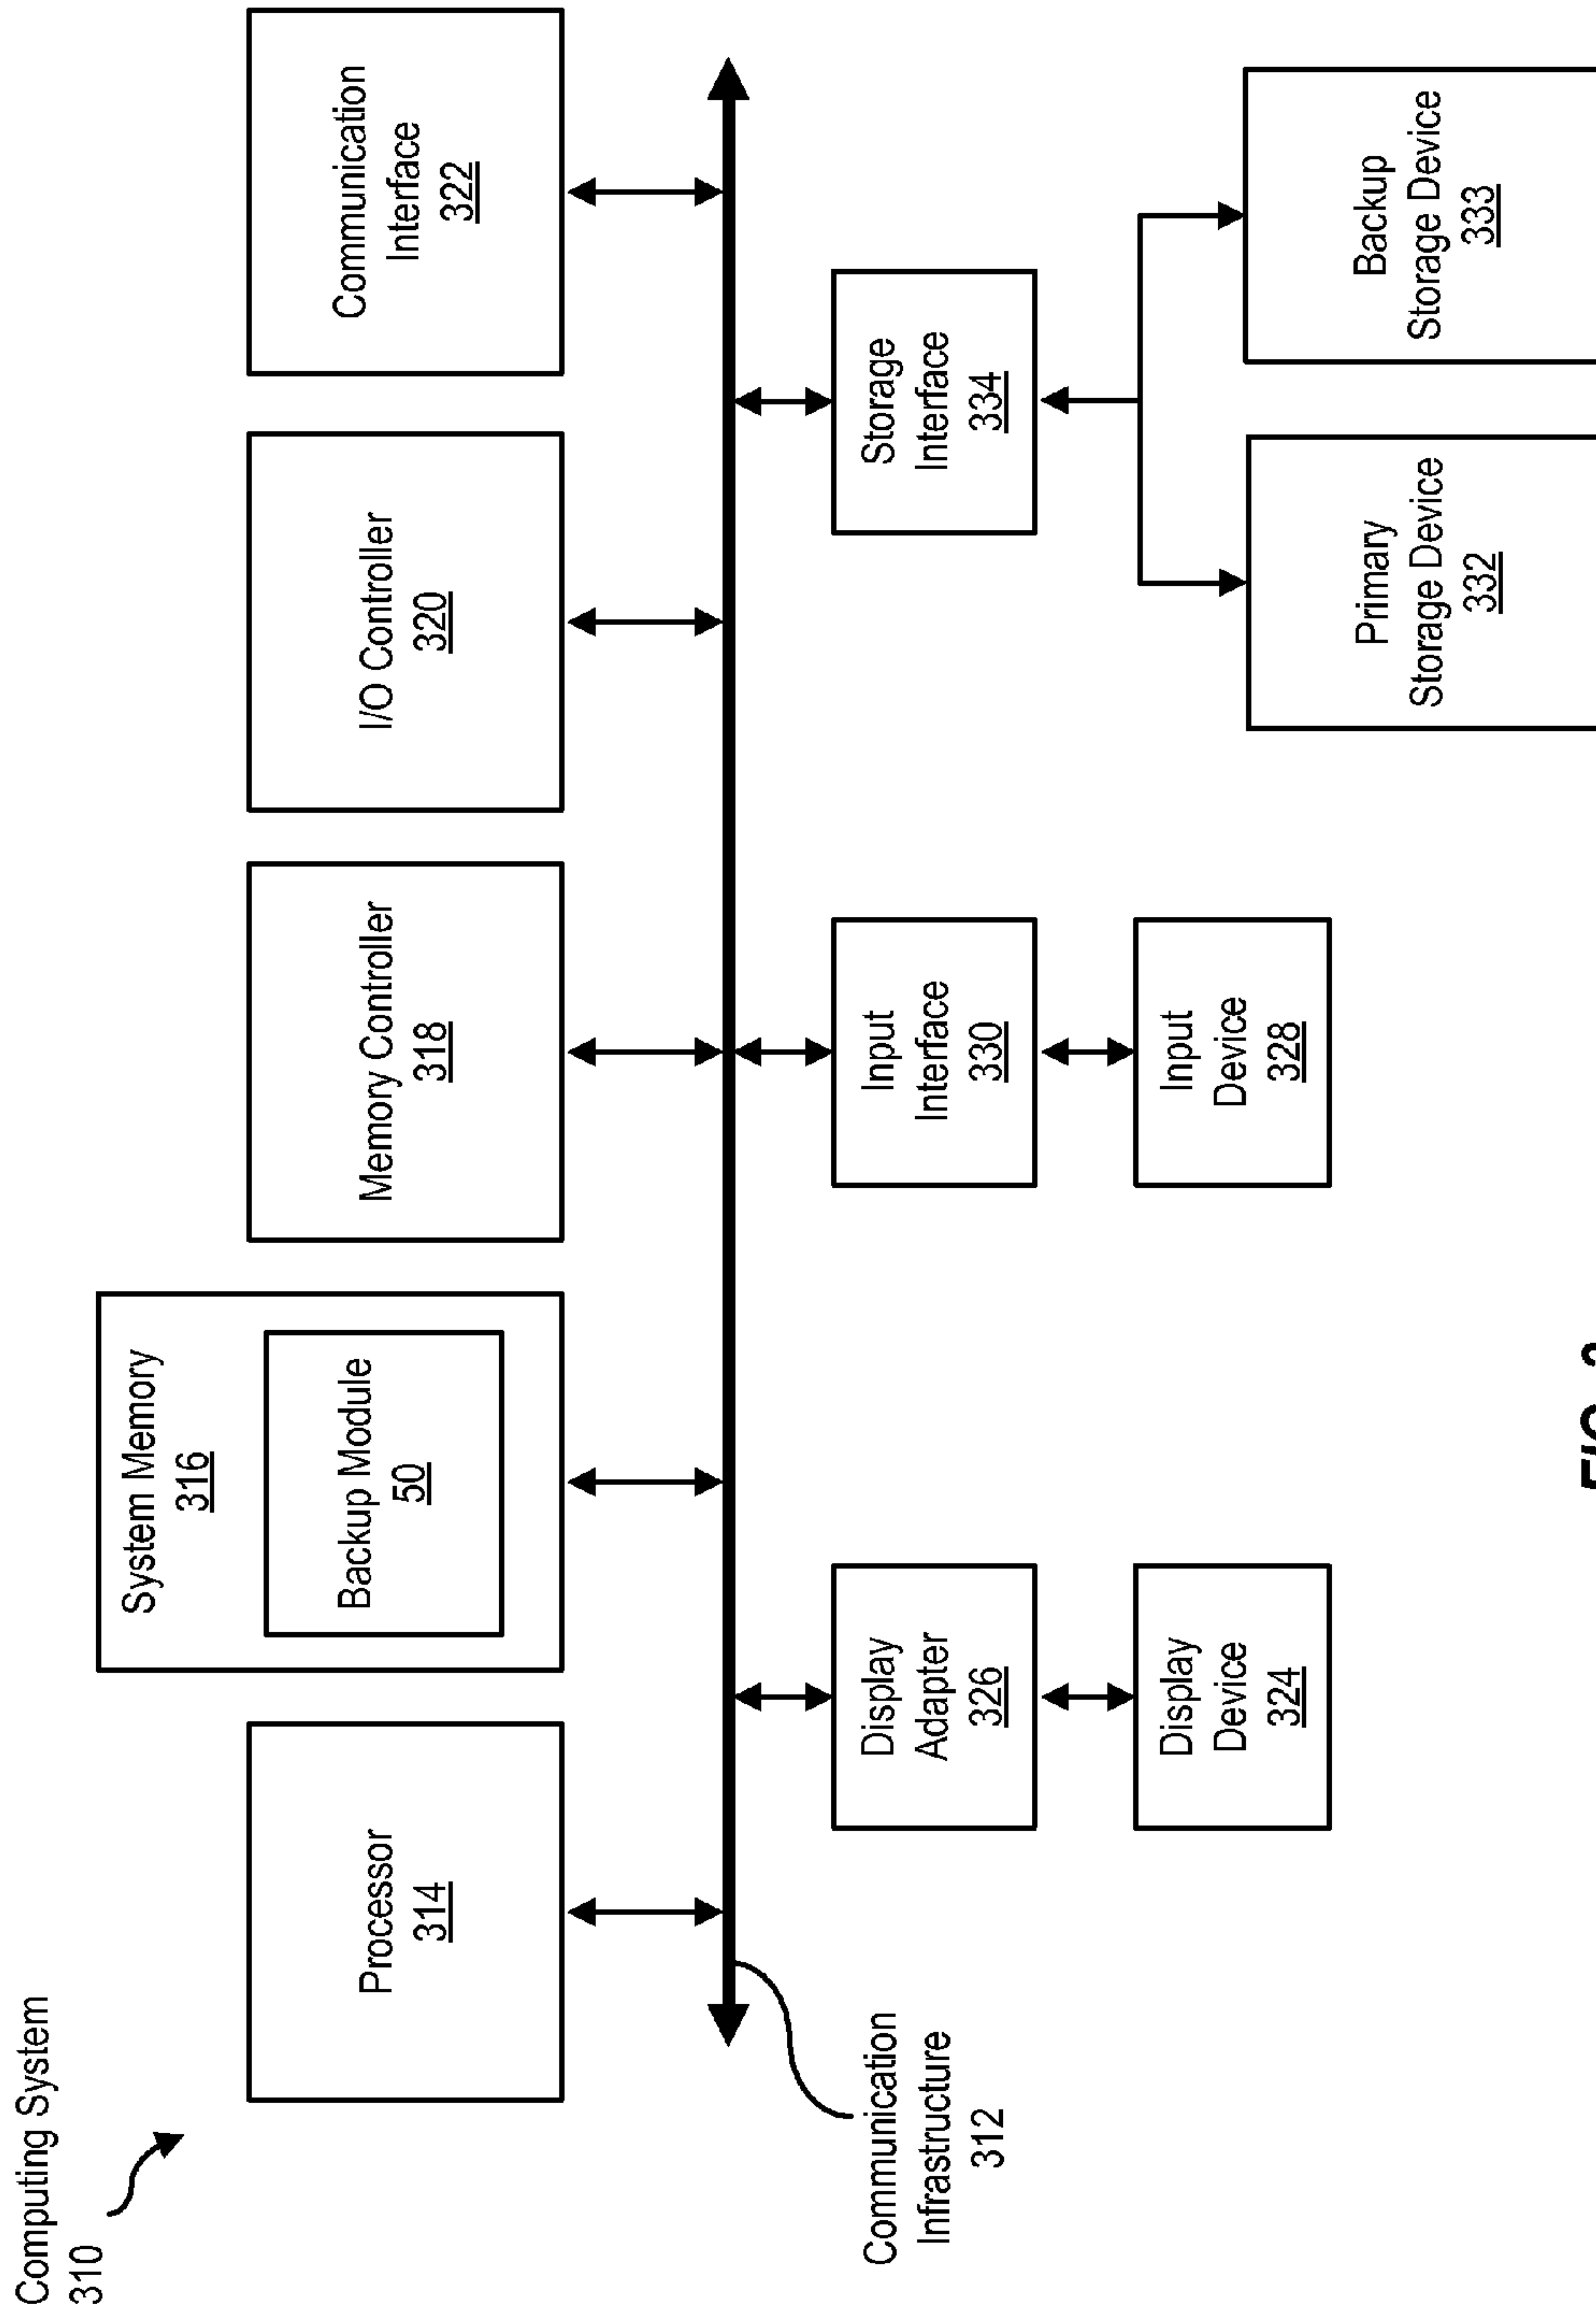 Computing System
310
Processor
314
System Memory
316
Backup Module
50
Memory Controller
318
I/O Controller
320
Communication
Interface
322
Communication
Infrastructure
312
Display
Adapter
326
Input
Interface
330
Storage
Interface
334
Display
Device
324
Input
Device
328
Primary
Storage Device
332
Backup
Storage Device
333
FIG.